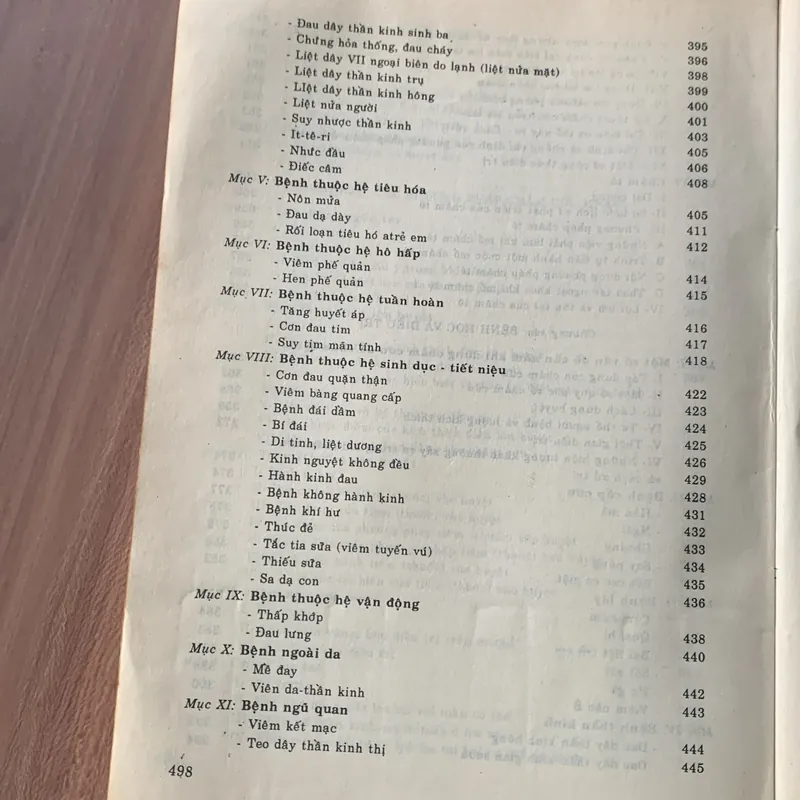 - Đau dây thần kinh sinh ba 395
- Chứng hỏa thống, đau cháy 396
- Liệt dây VII ngoại biên do lạnh (liệt nửa mặt) 398
- Liệt dây thần kinh trụ 399
- LIệt dây thần kinh hông 400
- Liệt nửa người 401
- Suy nhược thần kinh 403
- Ít-tê-ri 405
- Nhức đầu 406
- Điếc câm 408
Mục V: Bệnh thuộc hệ tiêu hóa
- Nôn mửa 405
- Đau dạ dày 411
- Rối loạn tiêu hó atrẻ em 412
Mục VI: Bệnh thuộc hệ hô hấp
- Viêm phế quản 414
- Hen phế quản 415
Mục VII: Bệnh thuộc hệ tuần hoàn
- Tăng huyết áp 416
- Cơn đau tim 417
- Suy tim mãn tính 418
Mục VIII: Bệnh thuộc hệ sinh dục - tiết niệu
- Cơn đau quặn thận 422
- Viêm bàng quang cấp 423
- Bệnh đái dầm 424
- Bí đái 425
- Di tinh, liệt dương 426
- Kinh nguyệt không đều 429
- Hành kinh đau 428
- Bệnh không hành kinh 431
- Bệnh khí hư 432
- Thúc đẻ 433
- Tắc tia sữa (viêm tuyến vú) 434
- Thiếu sữa 435
- Sa dạ con 436
Mục IX: Bệnh thuộc hệ vận động
- Thấp khớp 438
- Đau lưng 440
Mục X: Bệnh ngoài da
- Mề đay 442
- Viên da-thần kinh 443
Mục XI: Bệnh ngũ quan
- Viêm kết mạc 444
- Teo dây thần kinh thị 445
498